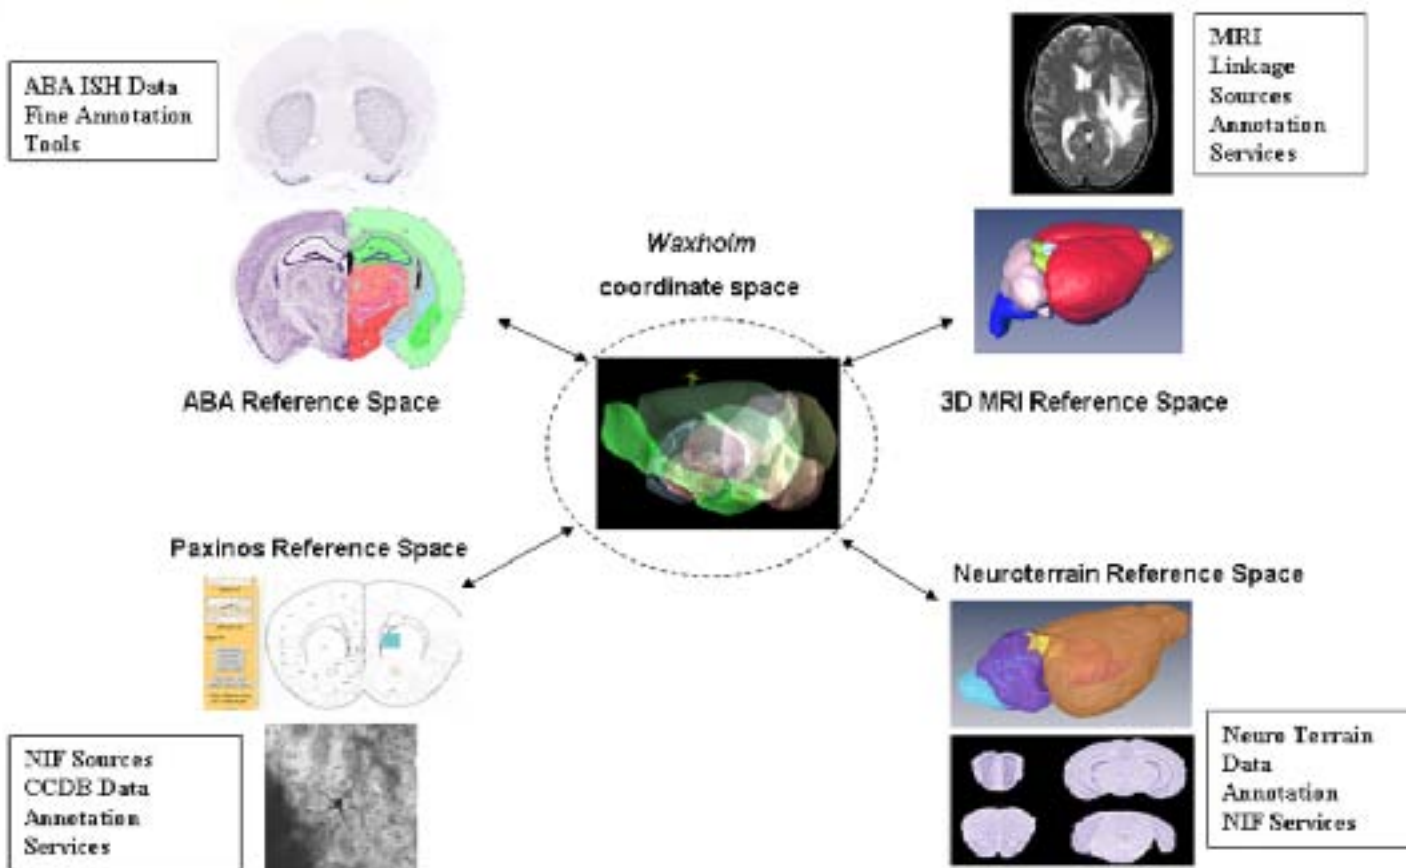 ABA ISH Data
Fine Annotation
Tools
MRI
Linkage
Sources
Annotation
Services
Waxholm
coordinate space
ABA Reference Space
3D MRI Reference Space
Paxinos Reference Space
Neuroterrain Reference Space
NIF Sources
CCDB Data
Annotation
Services
Neuro Terrain
Data
Annotation
NIF Services